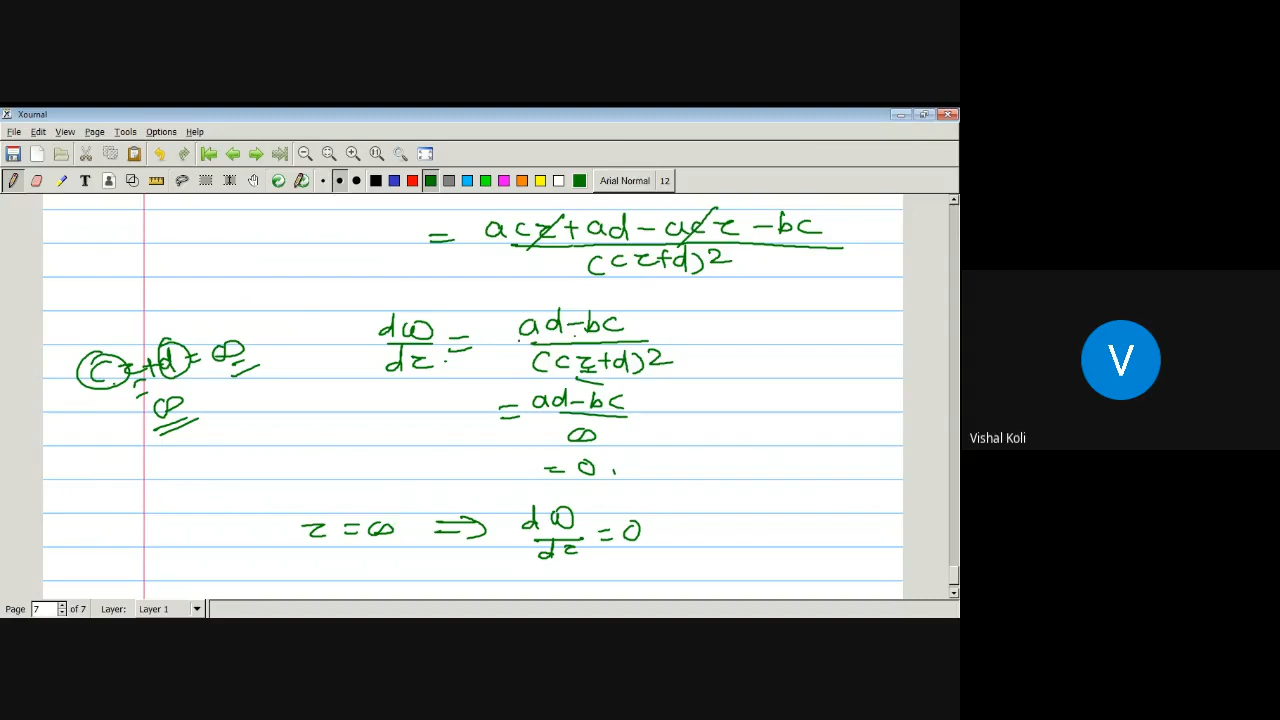 Xournal
File Edit View Page Tools Options Help
T Arial Normal 12
= acz + ad - acz - bc
(cz+d)2
dω = ad-bc
dz (cz+d)2
cz+d = ∞
∞
= ad-bc
∞
= 0.
z = ∞ ⟹ dω = 0
dz
Page 7 of 7 Layer: Layer 1
V
Vishal Koli